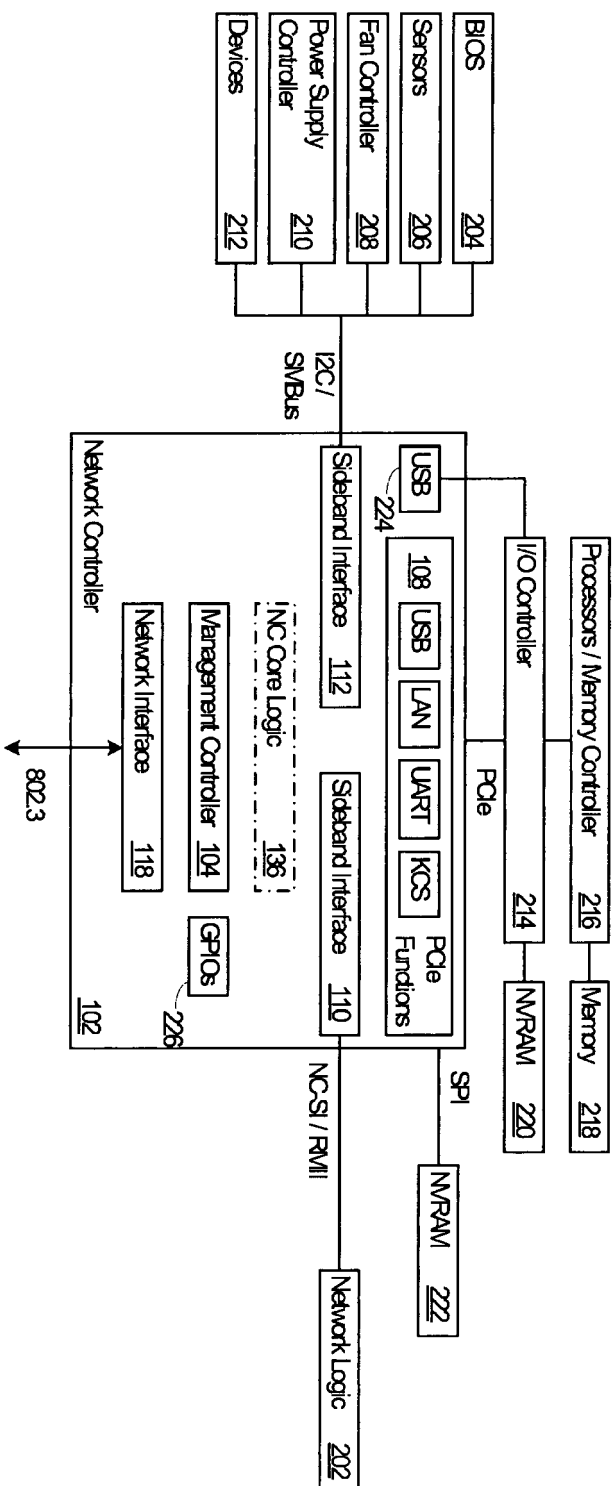 Processors / Memory Controller 216
Memory 218
I/O Controller 214
NVRAM 220
PCIe
SPI
NVRAM 222
BIOS 204
Sensors 206
Fan Controller 208
Power Supply
Controller 210
Devices 212
I2C /
SMBus
USB
224
108
USB
LAN
UART
KCS
PCIe
Functions
Sideband Interface 112
Sideband Interface 110
NC-SI / RMII
Network Logic 202
NC Core Logic 136
Management Controller 104
GPIOs
226
Network Interface 118
Network Controller
102
802.3